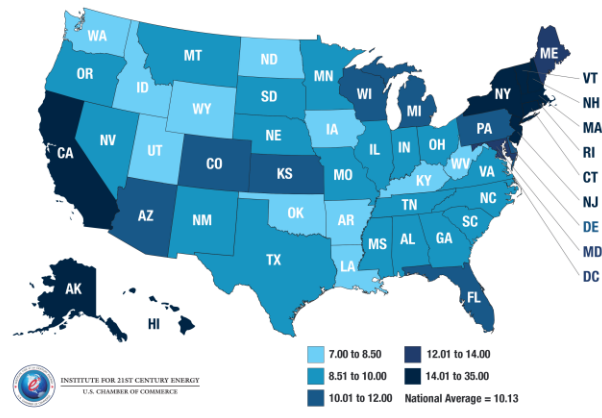 WA
MT
ND
MN
ME
VT
OR
ID
SD
WI
NY
NH
WY
MI
MA
IA
PA
RI
NV
NE
CT
CA
UT
CO
IL
IN
OH
NJ
KS
MO
WV
VA
DE
KY
MD
AZ
NM
OK
AR
TN
NC
DC
SC
TX
MS
AL
GA
LA
AK
HI
FL
7.00 to 8.50
12.01 to 14.00
8.51 to 10.00
14.01 to 35.00
10.01 to 12.00
National Average = 10.13
INSTITUTE FOR 21ST CENTURY ENERGY
U.S. CHAMBER OF COMMERCE